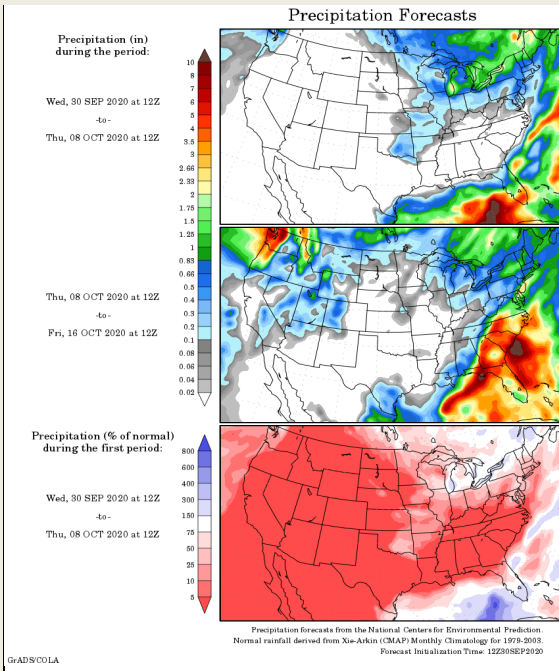 Precipitation Forecasts
Precipitation (in)
during the period:
Wed, 30 SEP 2020 at 12Z
-to-
Thu, 08 OCT 2020 at 12Z
10
8
7
6
5
4
3.5
3
2.66
2.33
2
1.75
1.5
1.25
1
0.83
0.66
0.5
0.4
0.3
0.2
0.1
0.08
0.06
0.04
0.02
Thu, 08 OCT 2020 at 12Z
-to-
Fri, 16 OCT 2020 at 12Z
Precipitation (% of normal)
during the first period:
800
600
400
300
150
75
50
25
10
5
Wed, 30 SEP 2020 at 12Z
-to-
Thu, 08 OCT 2020 at 12Z
Precipitation forecasts from the National Centers for Environmental Prediction.
Normal rainfall derived from Xie-Arkin (CMAP) Monthly Climatology for 1979-2003.
Forecast Initialization Time: 12Z30SEP2020
GrADS/COLA